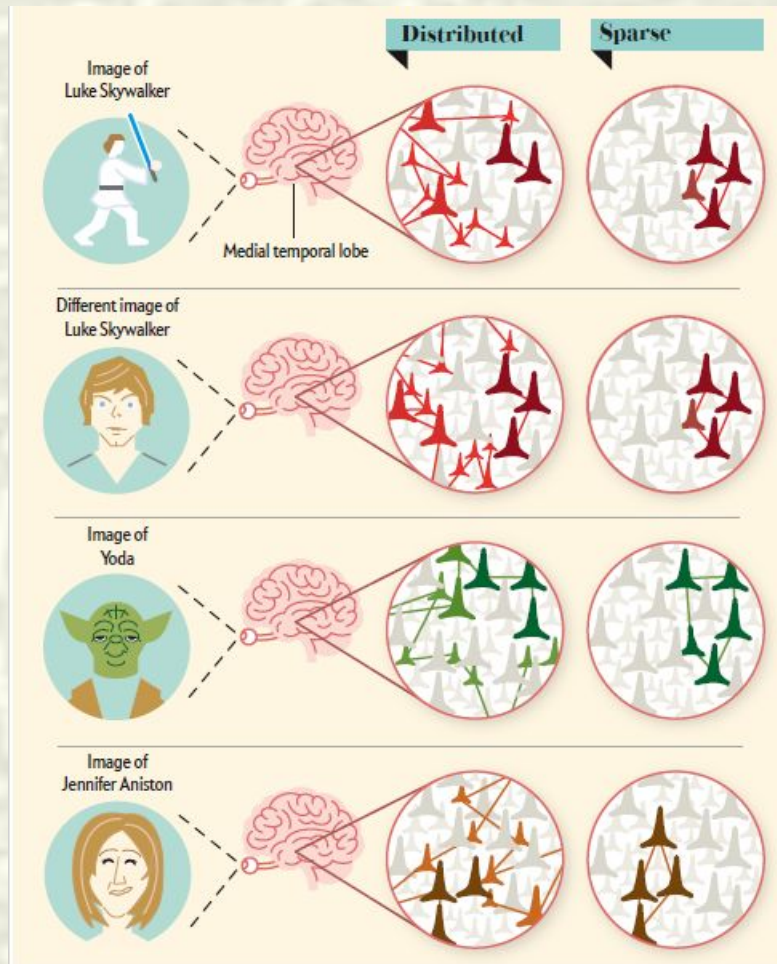 Distributed
Sparse
Image of
Luke Skywalker
Medial temporal lobe
Different image of
Luke Skywalker
Image of
Yoda
Image of
Jennifer Aniston